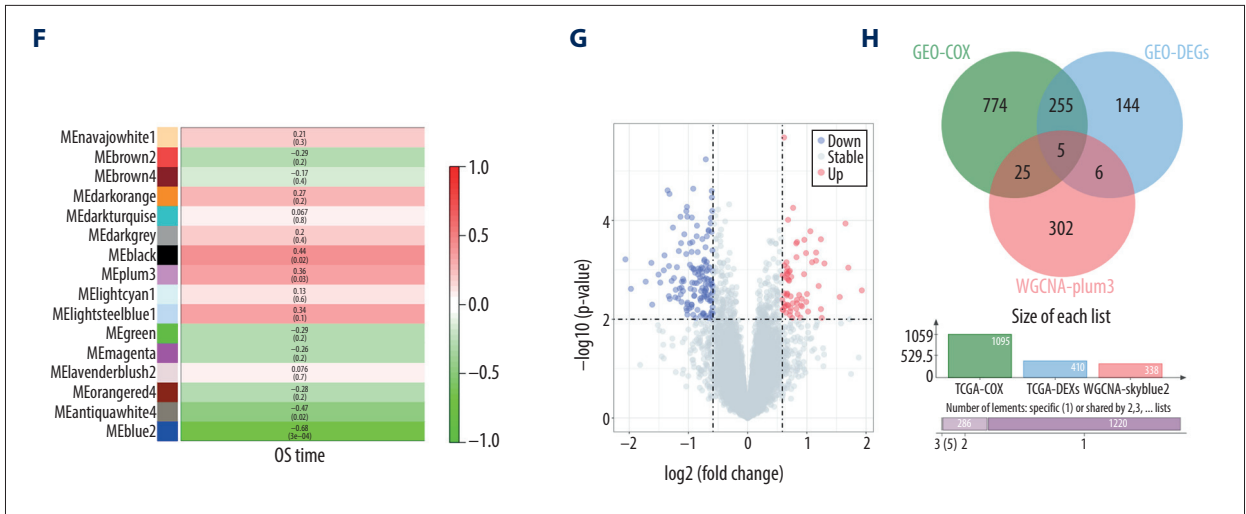 F
MEnavajowhite1
0.21
(0.3)
MEbrown2
−0.29
(0.2)
MEbrown4
−0.17
(0.4)
MEdarkorange
0.27
(0.2)
MEdarkturquise
0.067
(0.8)
MEdarkgrey
0.2
(0.4)
MEblack
0.44
(0.02)
MEplum3
0.36
(0.03)
MElightcyan1
0.13
(0.6)
MElightsteelblue1
0.34
(0.1)
MEgreen
−0.29
(0.2)
MEmagenta
−0.26
(0.2)
MElavenderblush2
0.076
(0.7)
MEorangered4
−0.28
(0.2)
MEantiquawhite4
−0.47
(0.02)
MEblue2
−0.68
(3e−04)
OS time
1.0
0.5
0.0
−0.5
−1.0
G
Down
Stable
Up
−log10 (p-value)
4
2
0
−2 −1 0 1 2
log2 (fold change)
H
GEO-COX
GEO-DEGs
774 255 144
5
25 6
302
WGCNA-plum3
Size of each list
1059
529.5
0
1095 410 338
TCGA-COX TCGA-DEXs WGCNA-skyblue2
Number of lements: specific (1) or shared by 2,3, ... lists
286 1220
3 (5) 2 1